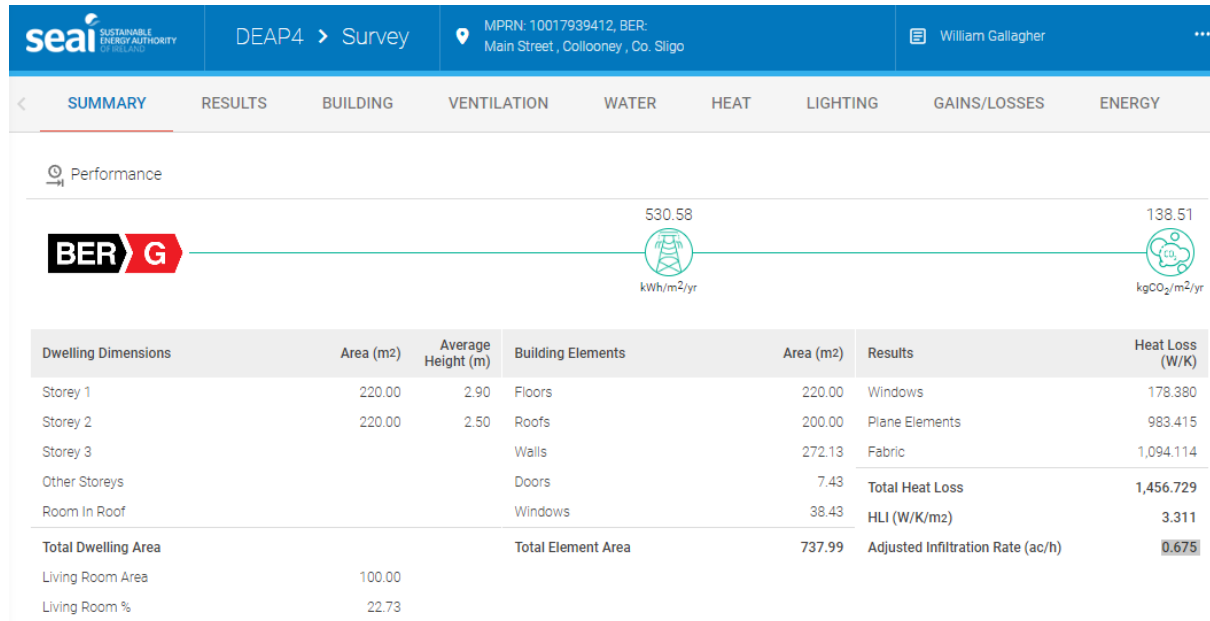 seai SUSTAINABLE ENERGY AUTHORITY OF IRELAND
DEAP4 > Survey
MPRN: 10017939412, BER:
Main Street , Collooney , Co. Sligo
William Gallagher
SUMMARY RESULTS BUILDING VENTILATION WATER HEAT LIGHTING GAINS/LOSSES ENERGY
Performance
530.58 138.51
BER G
kWh/m2/yr kgCO2/m2/yr
Dwelling Dimensions Area (m2) Average Height (m) Building Elements Area (m2) Results Heat Loss (W/K)
Storey 1 220.00 2.90 Floors 220.00 Windows 178.380
Storey 2 220.00 2.50 Roofs 200.00 Plane Elements 983.415
Storey 3 Walls 272.13 Fabric 1,094.114
Other Storeys Doors 7.43 Total Heat Loss 1,456.729
Room In Roof Windows 38.43 HLI (W/K/m2) 3.311
Total Dwelling Area Total Element Area 737.99 Adjusted Infiltration Rate (ac/h) 0.675
Living Room Area 100.00
Living Room % 22.73